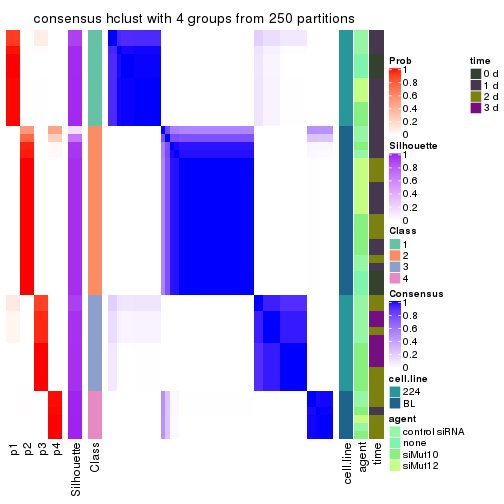 consensus hclust with 4 groups from 250 partitions
Prob
1
0.8
0.6
0.4
0.2
0
time
0 d
1 d
2 d
3 d
Silhouette
1
0.8
0.6
0.4
0.2
0
Class
1
2
3
4
Consensus
1
0.8
0.6
0.4
0.2
0
cell.line
224
BL
agent
control siRNA
none
siMut10
siMut12
p1
p2
p3
p4
Silhouette
Class
cell.line
agent
time